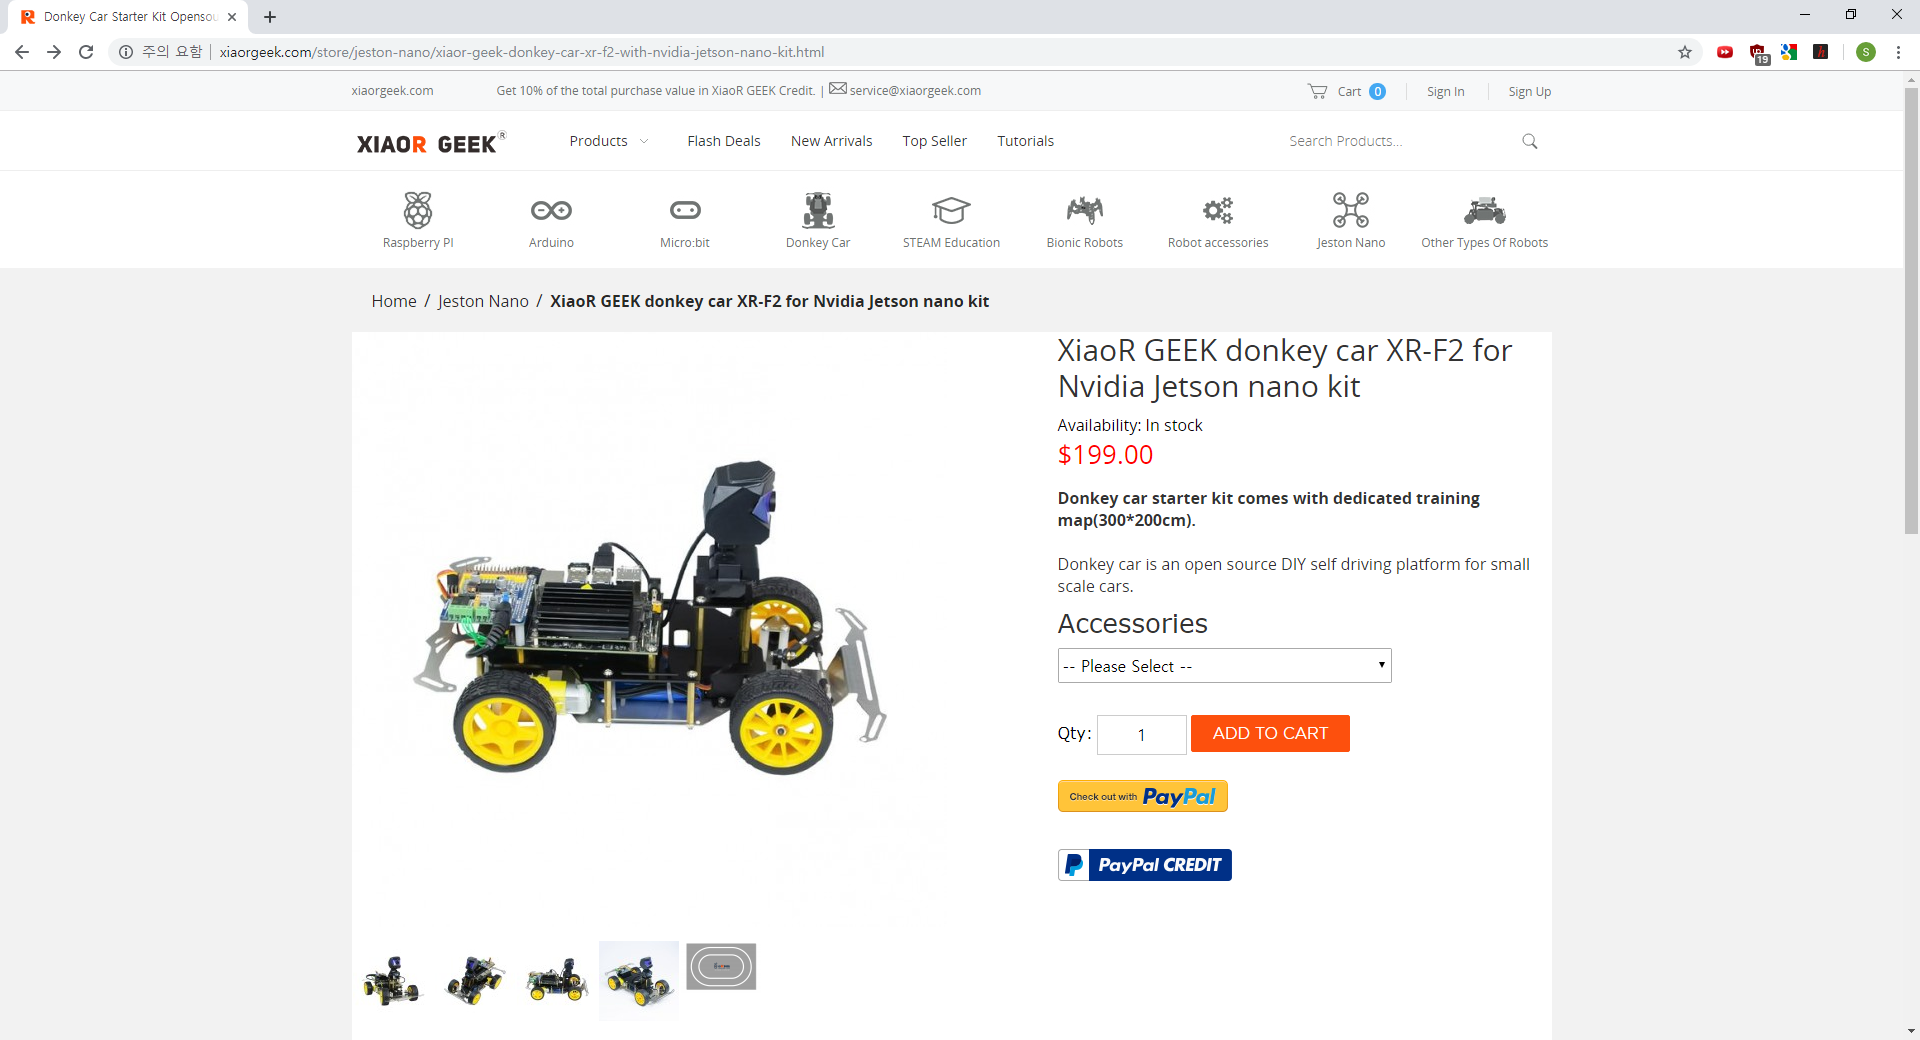 Donkey Car Starter Kit Opensou
주의 요함
xiaorgeek.com/store/jeston-nano/xiaor-geek-donkey-car-xr-f2-with-nvidia-jetson-nano-kit.html
19
S
xiaorgeek.com
Get 10% of the total purchase value in XiaoR GEEK Credit. | service@xiaorgeek.com
Cart 0
Sign In
Sign Up
XIAOR GEEK®
Products
Flash Deals
New Arrivals
Top Seller
Tutorials
Search Products...
Raspberry PI
Arduino
Micro:bit
Donkey Car
STEAM Education
Bionic Robots
Robot accessories
Jeston Nano
Other Types Of Robots
Home / Jeston Nano / XiaoR GEEK donkey car XR-F2 for Nvidia Jetson nano kit
XiaoR GEEK donkey car XR-F2 for
Nvidia Jetson nano kit
Availability: In stock
$199.00
Donkey car starter kit comes with dedicated training
map(300*200cm).
Donkey car is an open source DIY self driving platform for small
scale cars.
Accessories
-- Please Select --
Qty: 1
ADD TO CART
Check out with PayPal
PayPal CREDIT